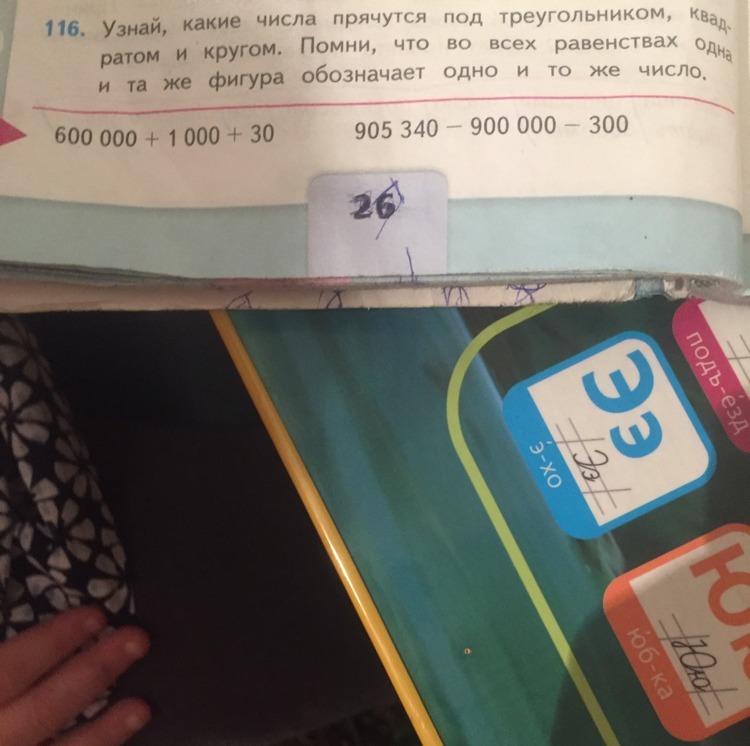 116. Узнай, какие числа прячутся под треугольником, квад-
ратом и кругом. Помни, что во всех равенствах одна
и та же фигура обозначает одно и то же число.
600 000 + 1 000 + 30
905 340 − 900 000 − 300
26
подъ-е́зд
эЄ
Ээ
э́-хо
Ю
Юю
ю́б-ка